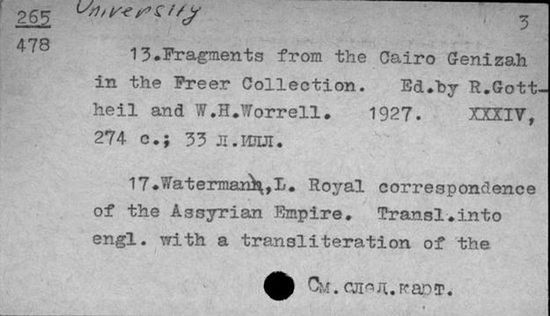 University
265
478
3
13.Fragments from the Cairo Genizah
in the Freer Collection. Ed.by R.Gott-
heil and W.H.Worrell. 1927. XXXIV,
274 с.; 33 л.илл.
17.Waterman,L. Royal correspondence
of the Assyrian Empire. Transl.into
engl. with a transliteration of the
См.след.карт.